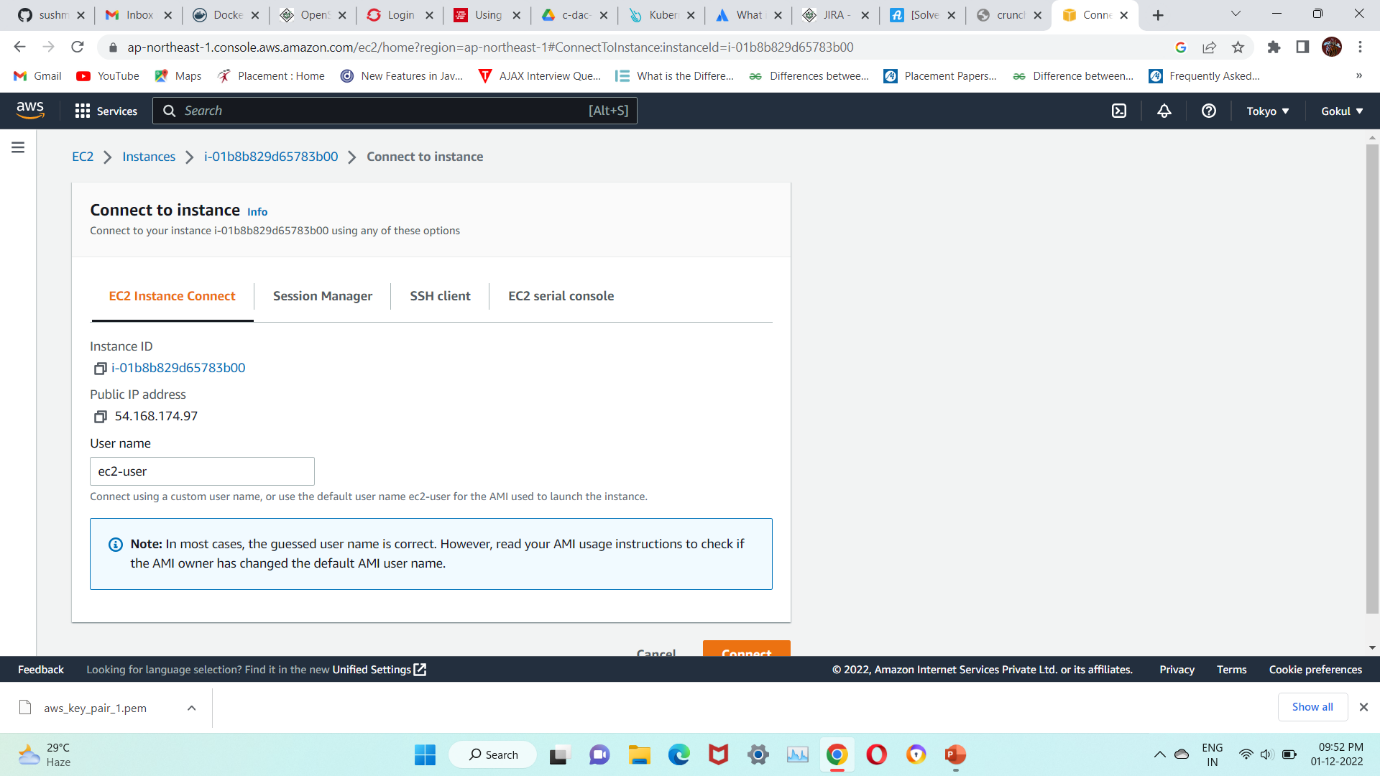 sushm
Inbox
Docke
Open
Login
Using
c-dac-
Kuber
What
JIRA -
[Solve
crunc
Conne
ap-northeast-1.console.aws.amazon.com/ec2/home?region=ap-northeast-1#ConnectToInstance:instanceId=i-01b8b829d65783b00
Gmail
YouTube
Maps
Placement : Home
New Features in Jav...
AJAX Interview Que...
What is the Differe...
Differences betwee...
Placement Papers...
Difference between...
Frequently Asked...
»
aws
Services
Search
[Alt+S]
Tokyo
Gokul
EC2
Instances
i-01b8b829d65783b00
Connect to instance
Connect to instance Info
Connect to your instance i-01b8b829d65783b00 using any of these options
EC2 Instance Connect
Session Manager
SSH client
EC2 serial console
Instance ID
i-01b8b829d65783b00
Public IP address
54.168.174.97
User name
ec2-user
Connect using a custom user name, or use the default user name ec2-user for the AMI used to launch the instance.
Note: In most cases, the guessed user name is correct. However, read your AMI usage instructions to check if
the AMI owner has changed the default AMI user name.
Cancel
Connect
Feedback
Looking for language selection? Find it in the new Unified Settings
© 2022, Amazon Internet Services Private Ltd. or its affiliates.
Privacy
Terms
Cookie preferences
aws_key_pair_1.pem
Show all
29°C
Haze
Search
ENG
IN
09:52 PM
01-12-2022